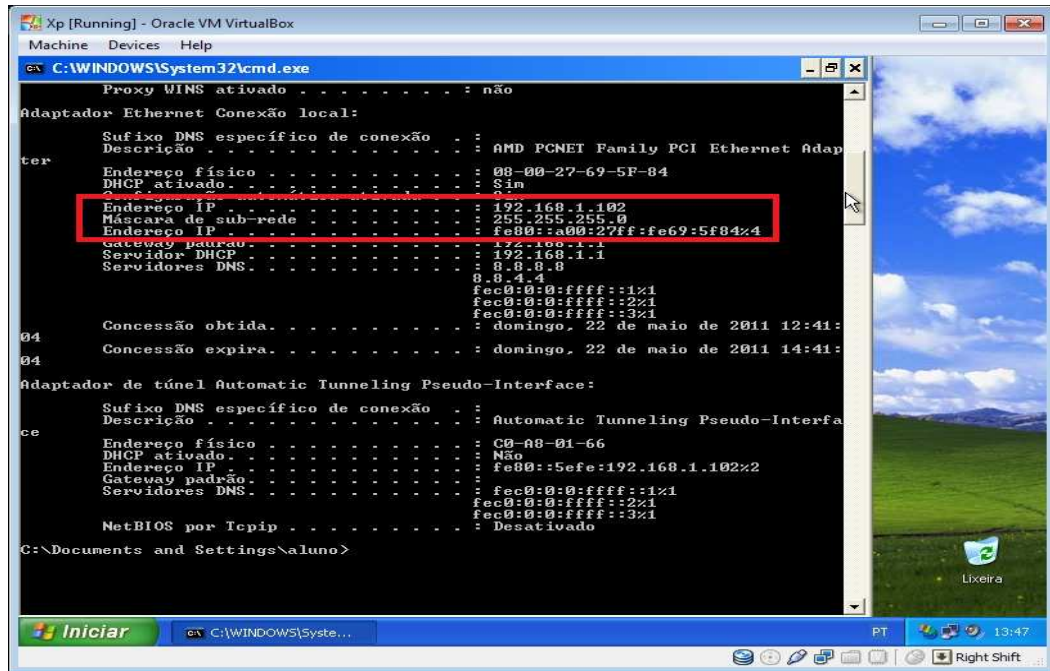 Xp [Running] - Oracle VM VirtualBox
Machine Devices Help
C:\WINDOWS\System32\cmd.exe
Proxy WINS ativado . . . . . . . . : não
Adaptador Ethernet Conexão local:
Sufixo DNS específico de conexão . :
Descrição . . . . . . . . . . . . . : AMD PCNET Family PCI Ethernet Adap
ter
Endereço físico . . . . . . . . . . : 08-00-27-69-5F-84
DHCP ativado. . . . . . . . . . . . : Sim
Configuração automática ativada . . : Sim
Endereço IP . . . . . . . . . . . . : 192.168.1.102
Máscara de sub-rede . . . . . . . . : 255.255.255.0
Endereço IP . . . . . . . . . . . . : fe80::a00:27ff:fe69:5f84%4
Gateway padrão. . . . . . . . . . . : 192.168.1.1
Servidor DHCP . . . . . . . . . . . : 192.168.1.1
Servidores DNS. . . . . . . . . . . : 8.8.8.8
8.8.4.4
fec0:0:0:ffff::1%1
fec0:0:0:ffff::2%1
fec0:0:0:ffff::3%1
Concessão obtida. . . . . . . . . . : domingo, 22 de maio de 2011 12:41:
04
Concessão expira. . . . . . . . . . : domingo, 22 de maio de 2011 14:41:
04
Adaptador de túnel Automatic Tunneling Pseudo-Interface:
Sufixo DNS específico de conexão . :
Descrição . . . . . . . . . . . . . : Automatic Tunneling Pseudo-Interfa
ce
Endereço físico . . . . . . . . . . : C0-A8-01-66
DHCP ativado. . . . . . . . . . . . : Não
Endereço IP . . . . . . . . . . . . : fe80::5efe:192.168.1.102%2
Gateway padrão. . . . . . . . . . . :
Servidores DNS. . . . . . . . . . . : fec0:0:0:ffff::1%1
fec0:0:0:ffff::2%1
fec0:0:0:ffff::3%1
NetBIOS por Tcpip . . . . . . . . . : Desativado
C:\Documents and Settings\aluno>
Lixeira
Iniciar
C:\WINDOWS\Syste...
PT
13:47
Right Shift